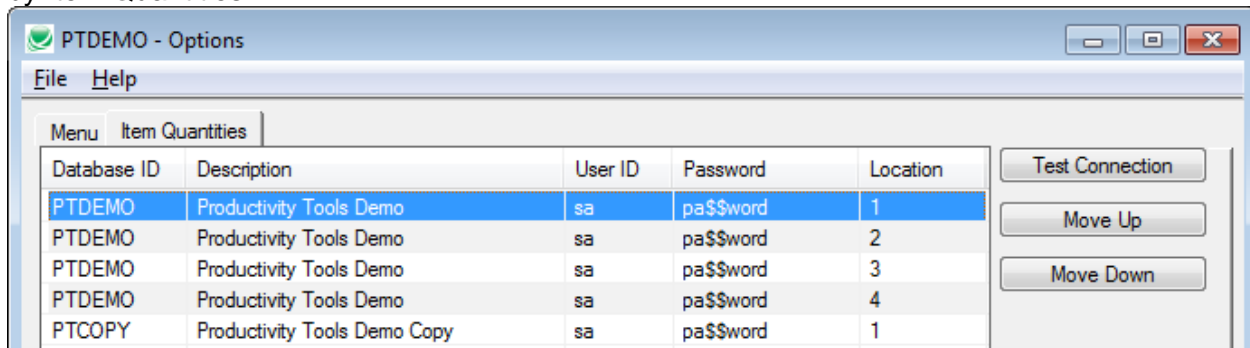 PTDEMO - Options
File Help
Menu Item Quantities
Database ID Description User ID Password Location Test Connection
PTDEMO Productivity Tools Demo sa pa$$word 1
Move Up
PTDEMO Productivity Tools Demo sa pa$$word 2
PTDEMO Productivity Tools Demo sa pa$$word 3
Move Down
PTDEMO Productivity Tools Demo sa pa$$word 4
PTCOPY Productivity Tools Demo Copy sa pa$$word 1